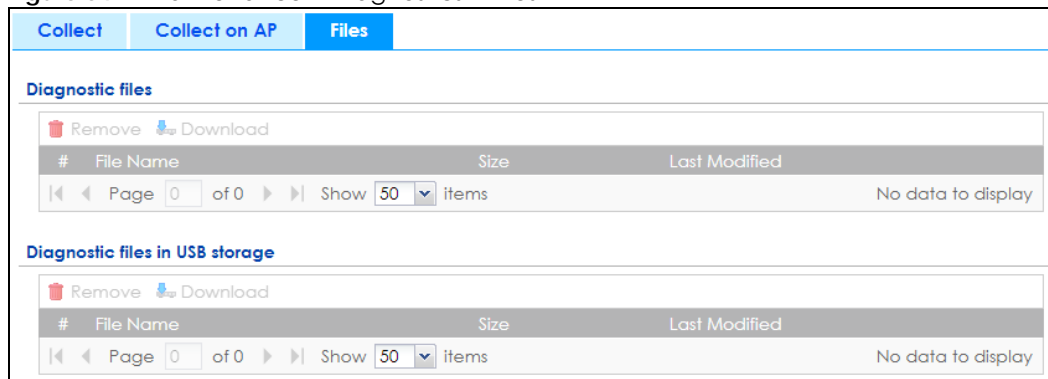 Collect Collect on AP Files
Diagnostic files
Remove Download
# File Name Size Last Modified
Page 0 of 0 Show 50 items No data to display
Diagnostic files in USB storage
Remove Download
# File Name Size Last Modified
Page 0 of 0 Show 50 items No data to display